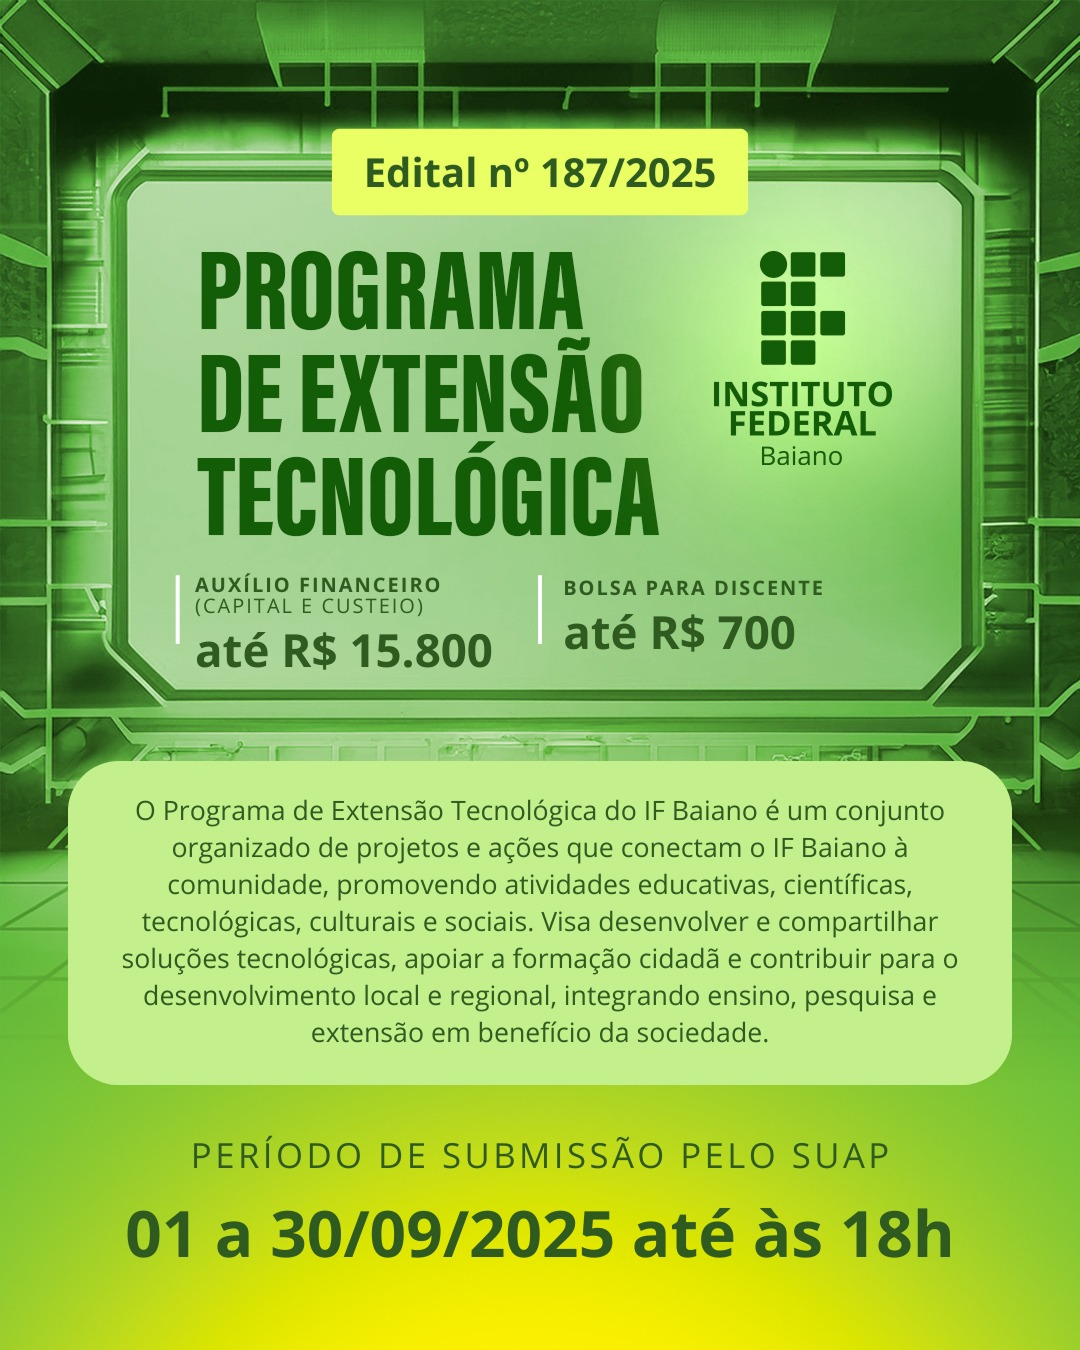 Edital nº 187/2025
PROGRAMA
DE EXTENSÃO
TECNOLÓGICA
INSTITUTO
FEDERAL
Baiano
AUXÍLIO FINANCEIRO
(CAPITAL E CUSTEIO)
até R$ 15.800
BOLSA PARA DISCENTE
até R$ 700
O Programa de Extensão Tecnológica do IF Baiano é um conjunto
organizado de projetos e ações que conectam o IF Baiano à
comunidade, promovendo atividades educativas, científicas,
tecnológicas, culturais e sociais. Visa desenvolver e compartilhar
soluções tecnológicas, apoiar a formação cidadã e contribuir para o
desenvolvimento local e regional, integrando ensino, pesquisa e
extensão em benefício da sociedade.
PERÍODO DE SUBMISSÃO PELO SUAP
01 a 30/09/2025 até às 18h